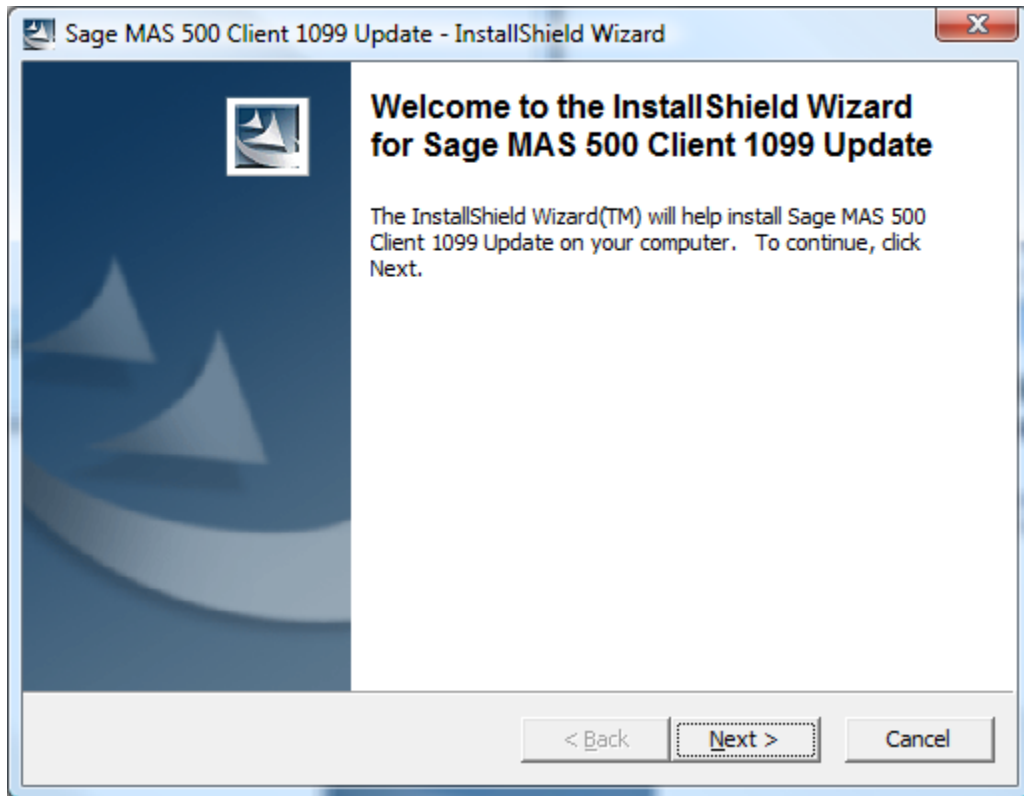 Sage MAS 500 Client 1099 Update - InstallShield Wizard
Welcome to the InstallShield Wizard
for Sage MAS 500 Client 1099 Update
The InstallShield Wizard(TM) will help install Sage MAS 500
Client 1099 Update on your computer. To continue, click
Next.
< Back Next > Cancel